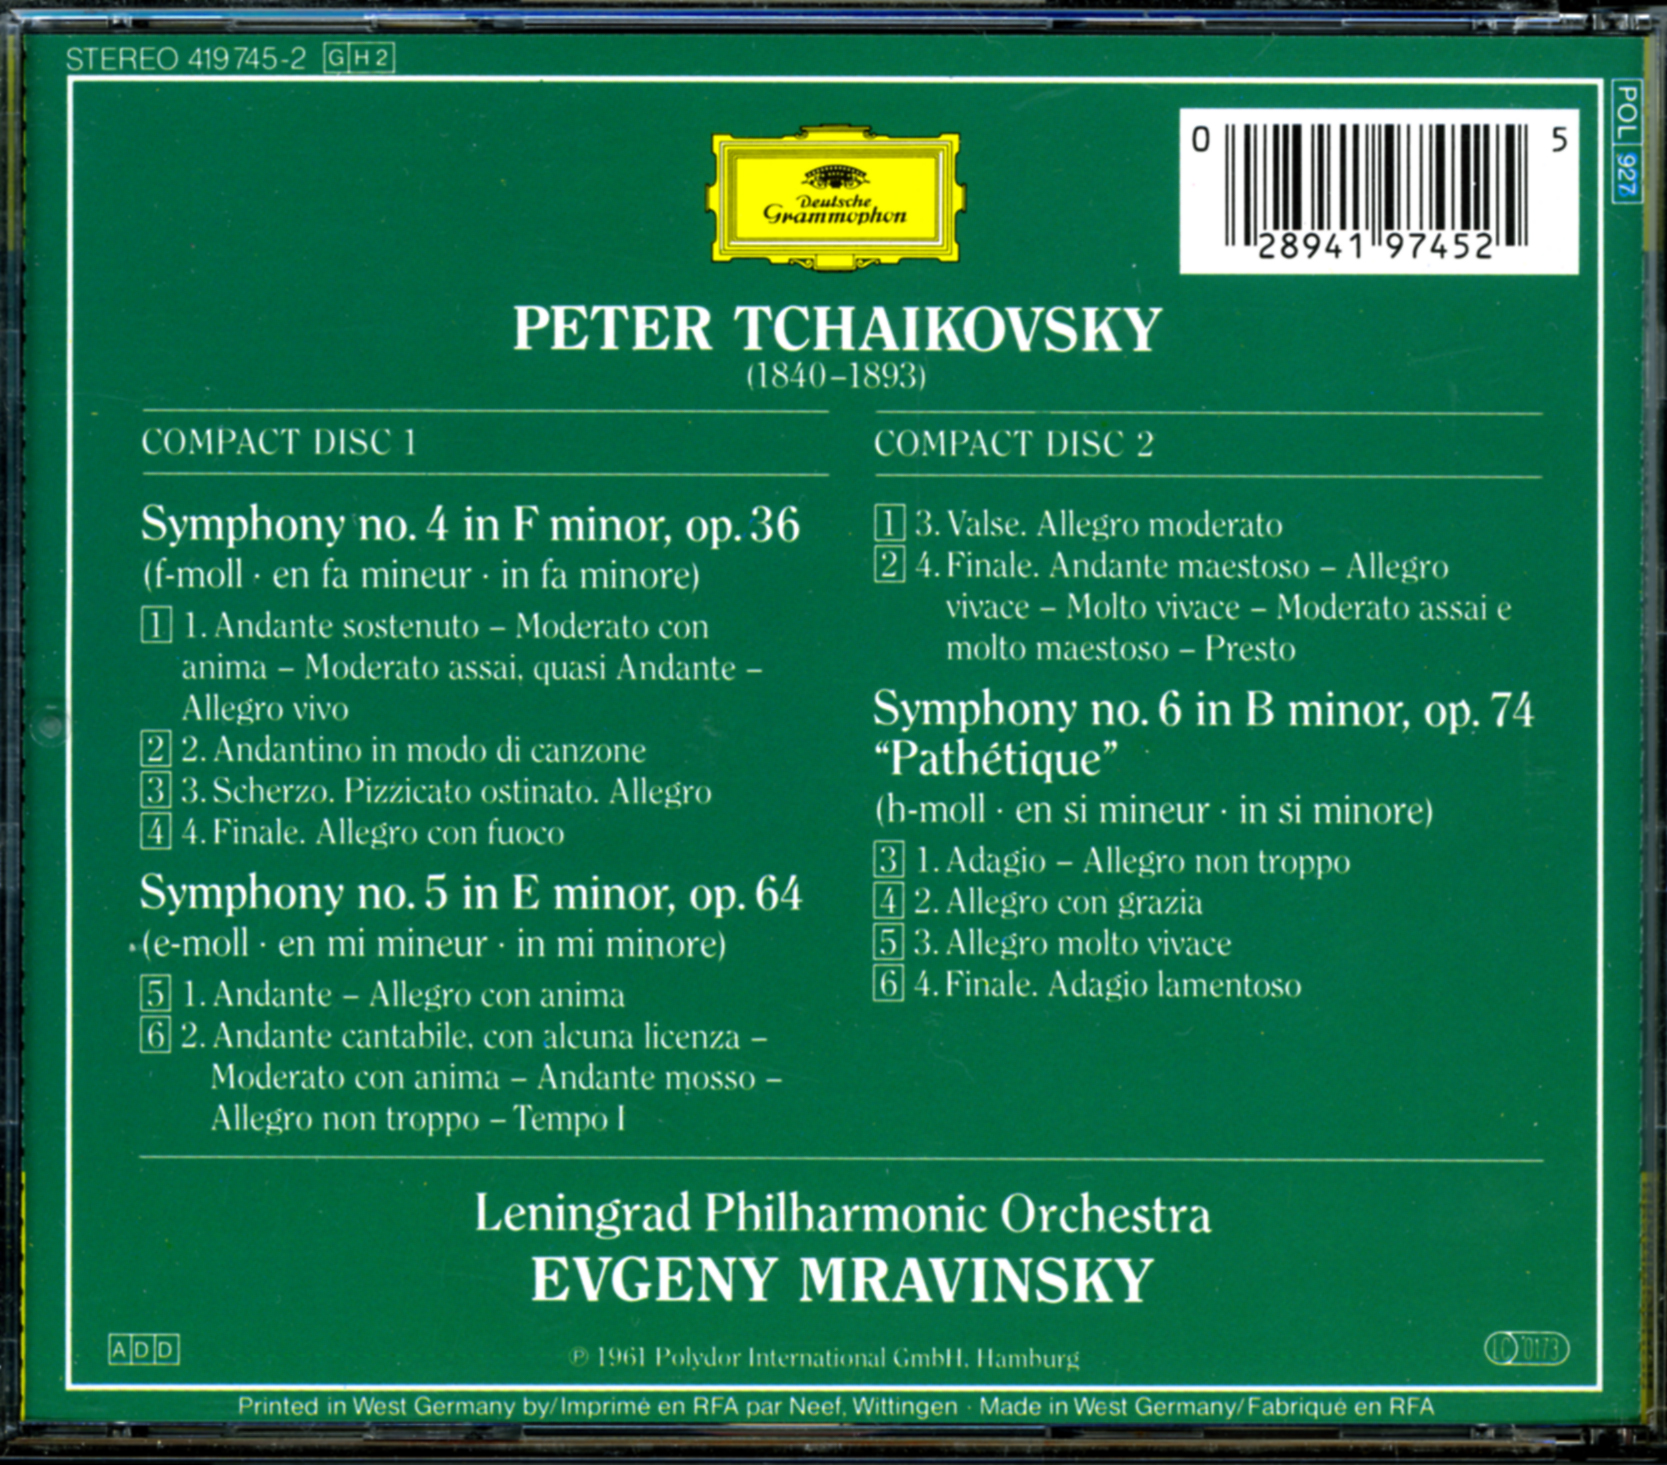 STEREO 419 745-2 GH2
POL 927
Deutsche
Grammophon
0 28941 97452 5
PETER TCHAIKOVSKY
(1840–1893)
COMPACT DISC 1
Symphony no. 4 in F minor, op. 36
(f-moll · en fa mineur · in fa minore)
1 1. Andante sostenuto – Moderato con
anima – Moderato assai, quasi Andante –
Allegro vivo
2 2. Andantino in modo di canzone
3 3. Scherzo. Pizzicato ostinato. Allegro
4 4. Finale. Allegro con fuoco
Symphony no. 5 in E minor, op. 64
(e-moll · en mi mineur · in mi minore)
5 1. Andante – Allegro con anima
6 2. Andante cantabile, con alcuna licenza –
Moderato con anima – Andante mosso –
Allegro non troppo – Tempo I
COMPACT DISC 2
1 3. Valse. Allegro moderato
2 4. Finale. Andante maestoso – Allegro
vivace – Molto vivace – Moderato assai e
molto maestoso – Presto
Symphony no. 6 in B minor, op. 74
“Pathétique”
(h-moll · en si mineur · in si minore)
3 1. Adagio – Allegro non troppo
4 2. Allegro con grazia
5 3. Allegro molto vivace
6 4. Finale. Adagio lamentoso
Leningrad Philharmonic Orchestra
EVGENY MRAVINSKY
ADD
℗ 1961 Polydor International GmbH, Hamburg
LC 0173
Printed in West Germany by/Imprimé en RFA par Neef, Wittingen · Made in West Germany/Fabriqué en RFA